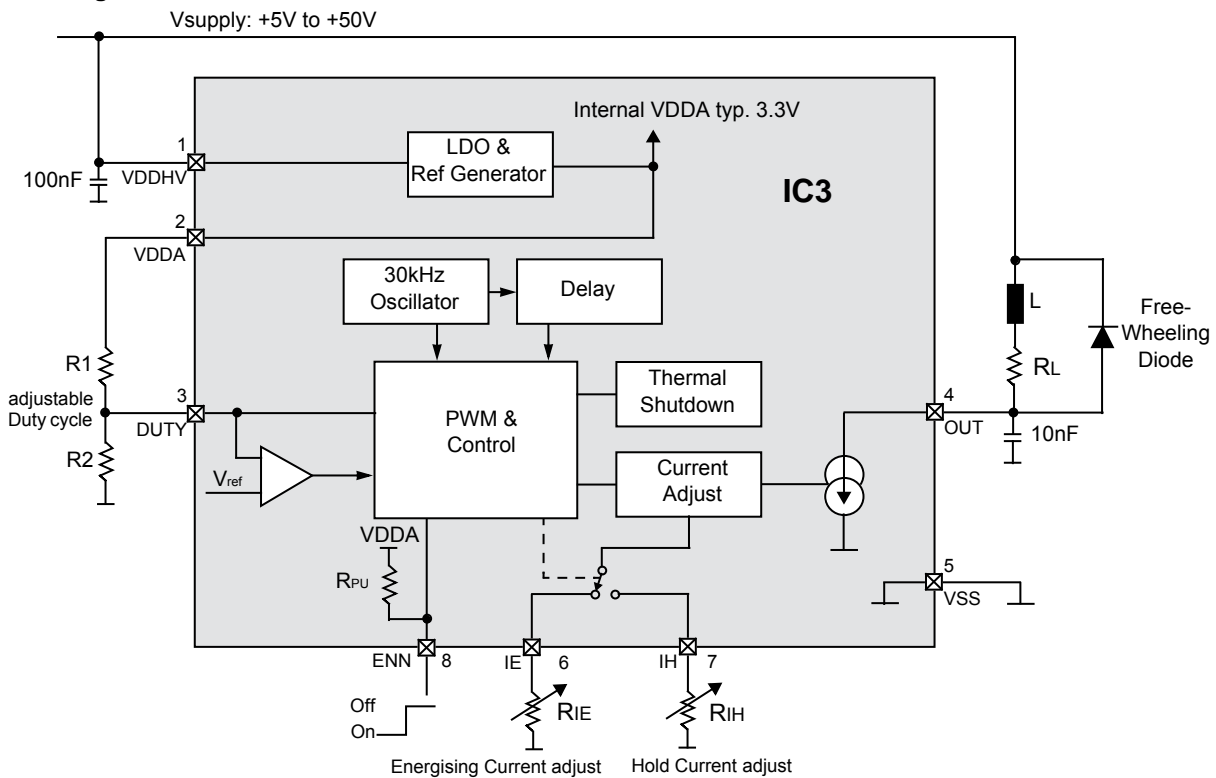 Vsupply: +5V to +50V
Internal VDDA typ. 3.3V
1
VDDHV
100nF
LDO &
Ref Generator
IC3
2
VDDA
30kHz
Oscillator
Delay
L
Free-
Wheeling
Diode
R1
RL
adjustable
Duty cycle
3
DUTY
PWM &
Control
Thermal
Shutdown
4
OUT
10nF
R2
Vref
Current
Adjust
VDDA
RPU
5
VSS
ENN
8
IE
6
IH
7
Off
On
RIE
RIH
Energising Current adjust
Hold Current adjust